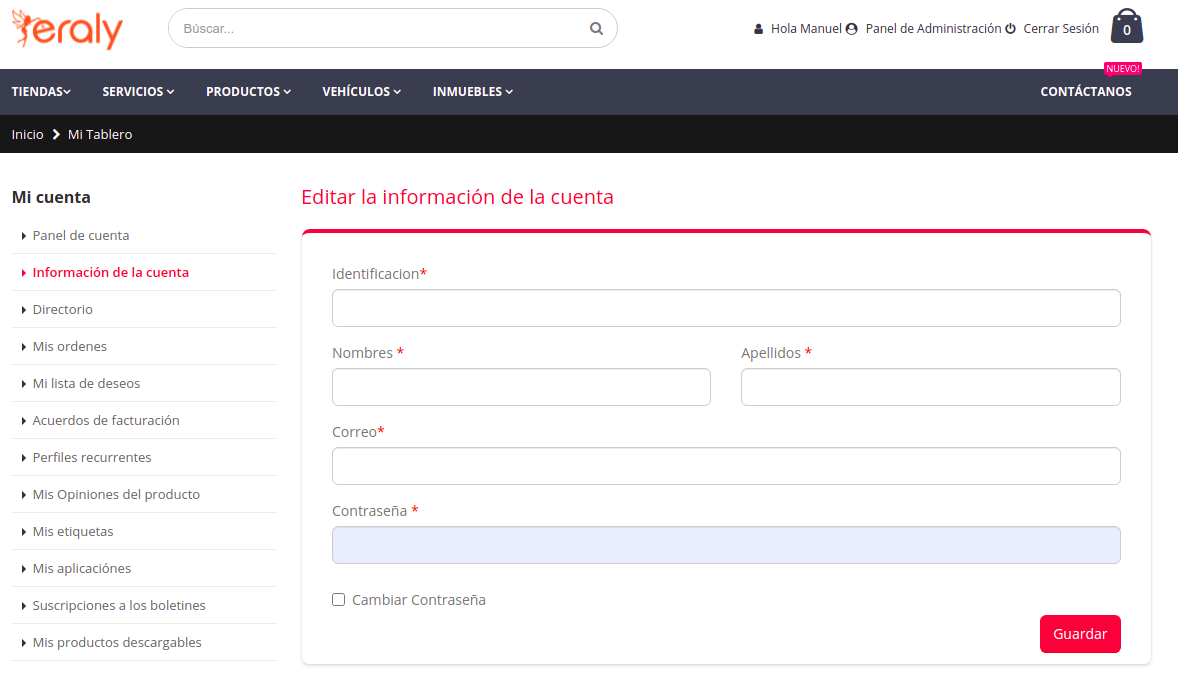 eraly
Búscar...
Hola Manuel Panel de Administración Cerrar Sesión
0
NUEVO!
TIENDAS SERVICIOS PRODUCTOS VEHÍCULOS INMUEBLES CONTÁCTANOS
Inicio Mi Tablero
Mi cuenta
Panel de cuenta
Información de la cuenta
Directorio
Mis ordenes
Mi lista de deseos
Acuerdos de facturación
Perfiles recurrentes
Mis Opiniones del producto
Mis etiquetas
Mis aplicaciónes
Suscripciones a los boletines
Mis productos descargables
Editar la información de la cuenta
Identificacion*
Nombres * Apellidos *
Correo*
Contraseña *
Cambiar Contraseña
Guardar